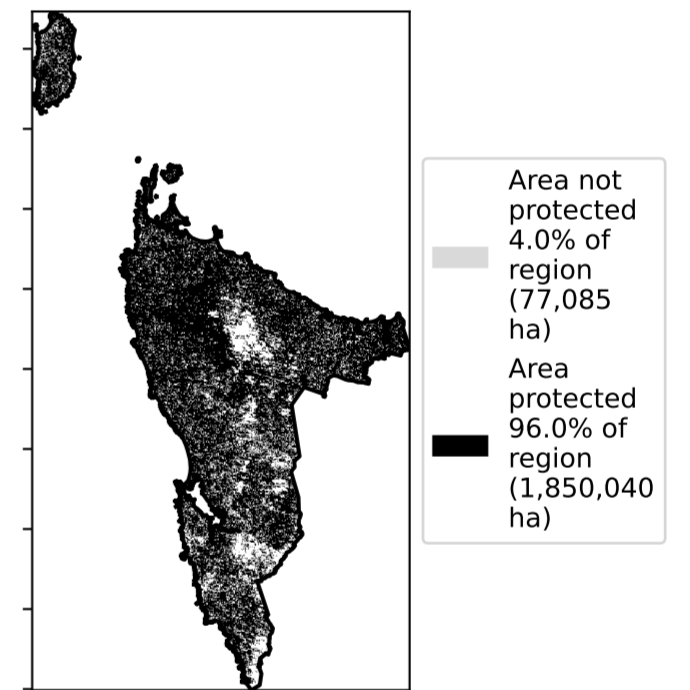 Area not
protected
4.0% of
region
(77,085
ha)
Area
protected
96.0% of
region
(1,850,040
ha)